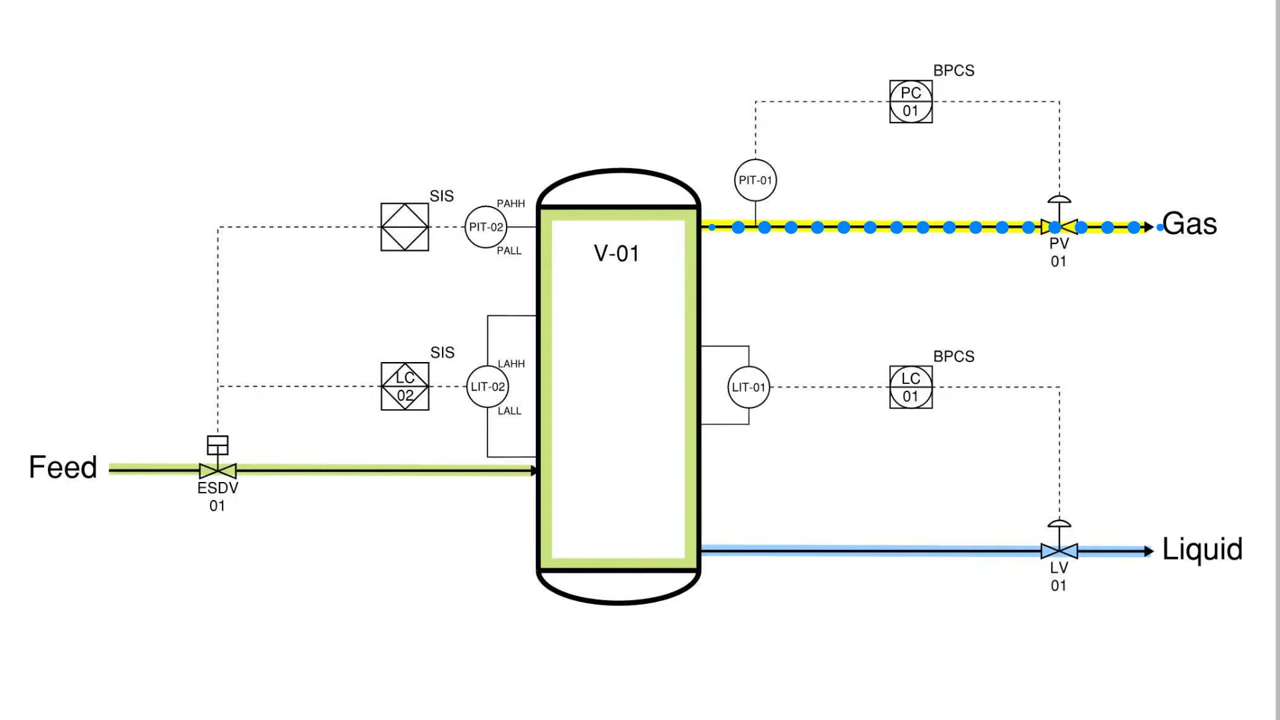 BPCS
PC
01
PIT-01
SIS
PAHH
PIT-02
PALL
Gas
PV
01
V-01
SIS
LAHH
LC
02
LIT-02
LALL
BPCS
LIT-01
LC
01
Feed
ESDV
01
Liquid
LV
01